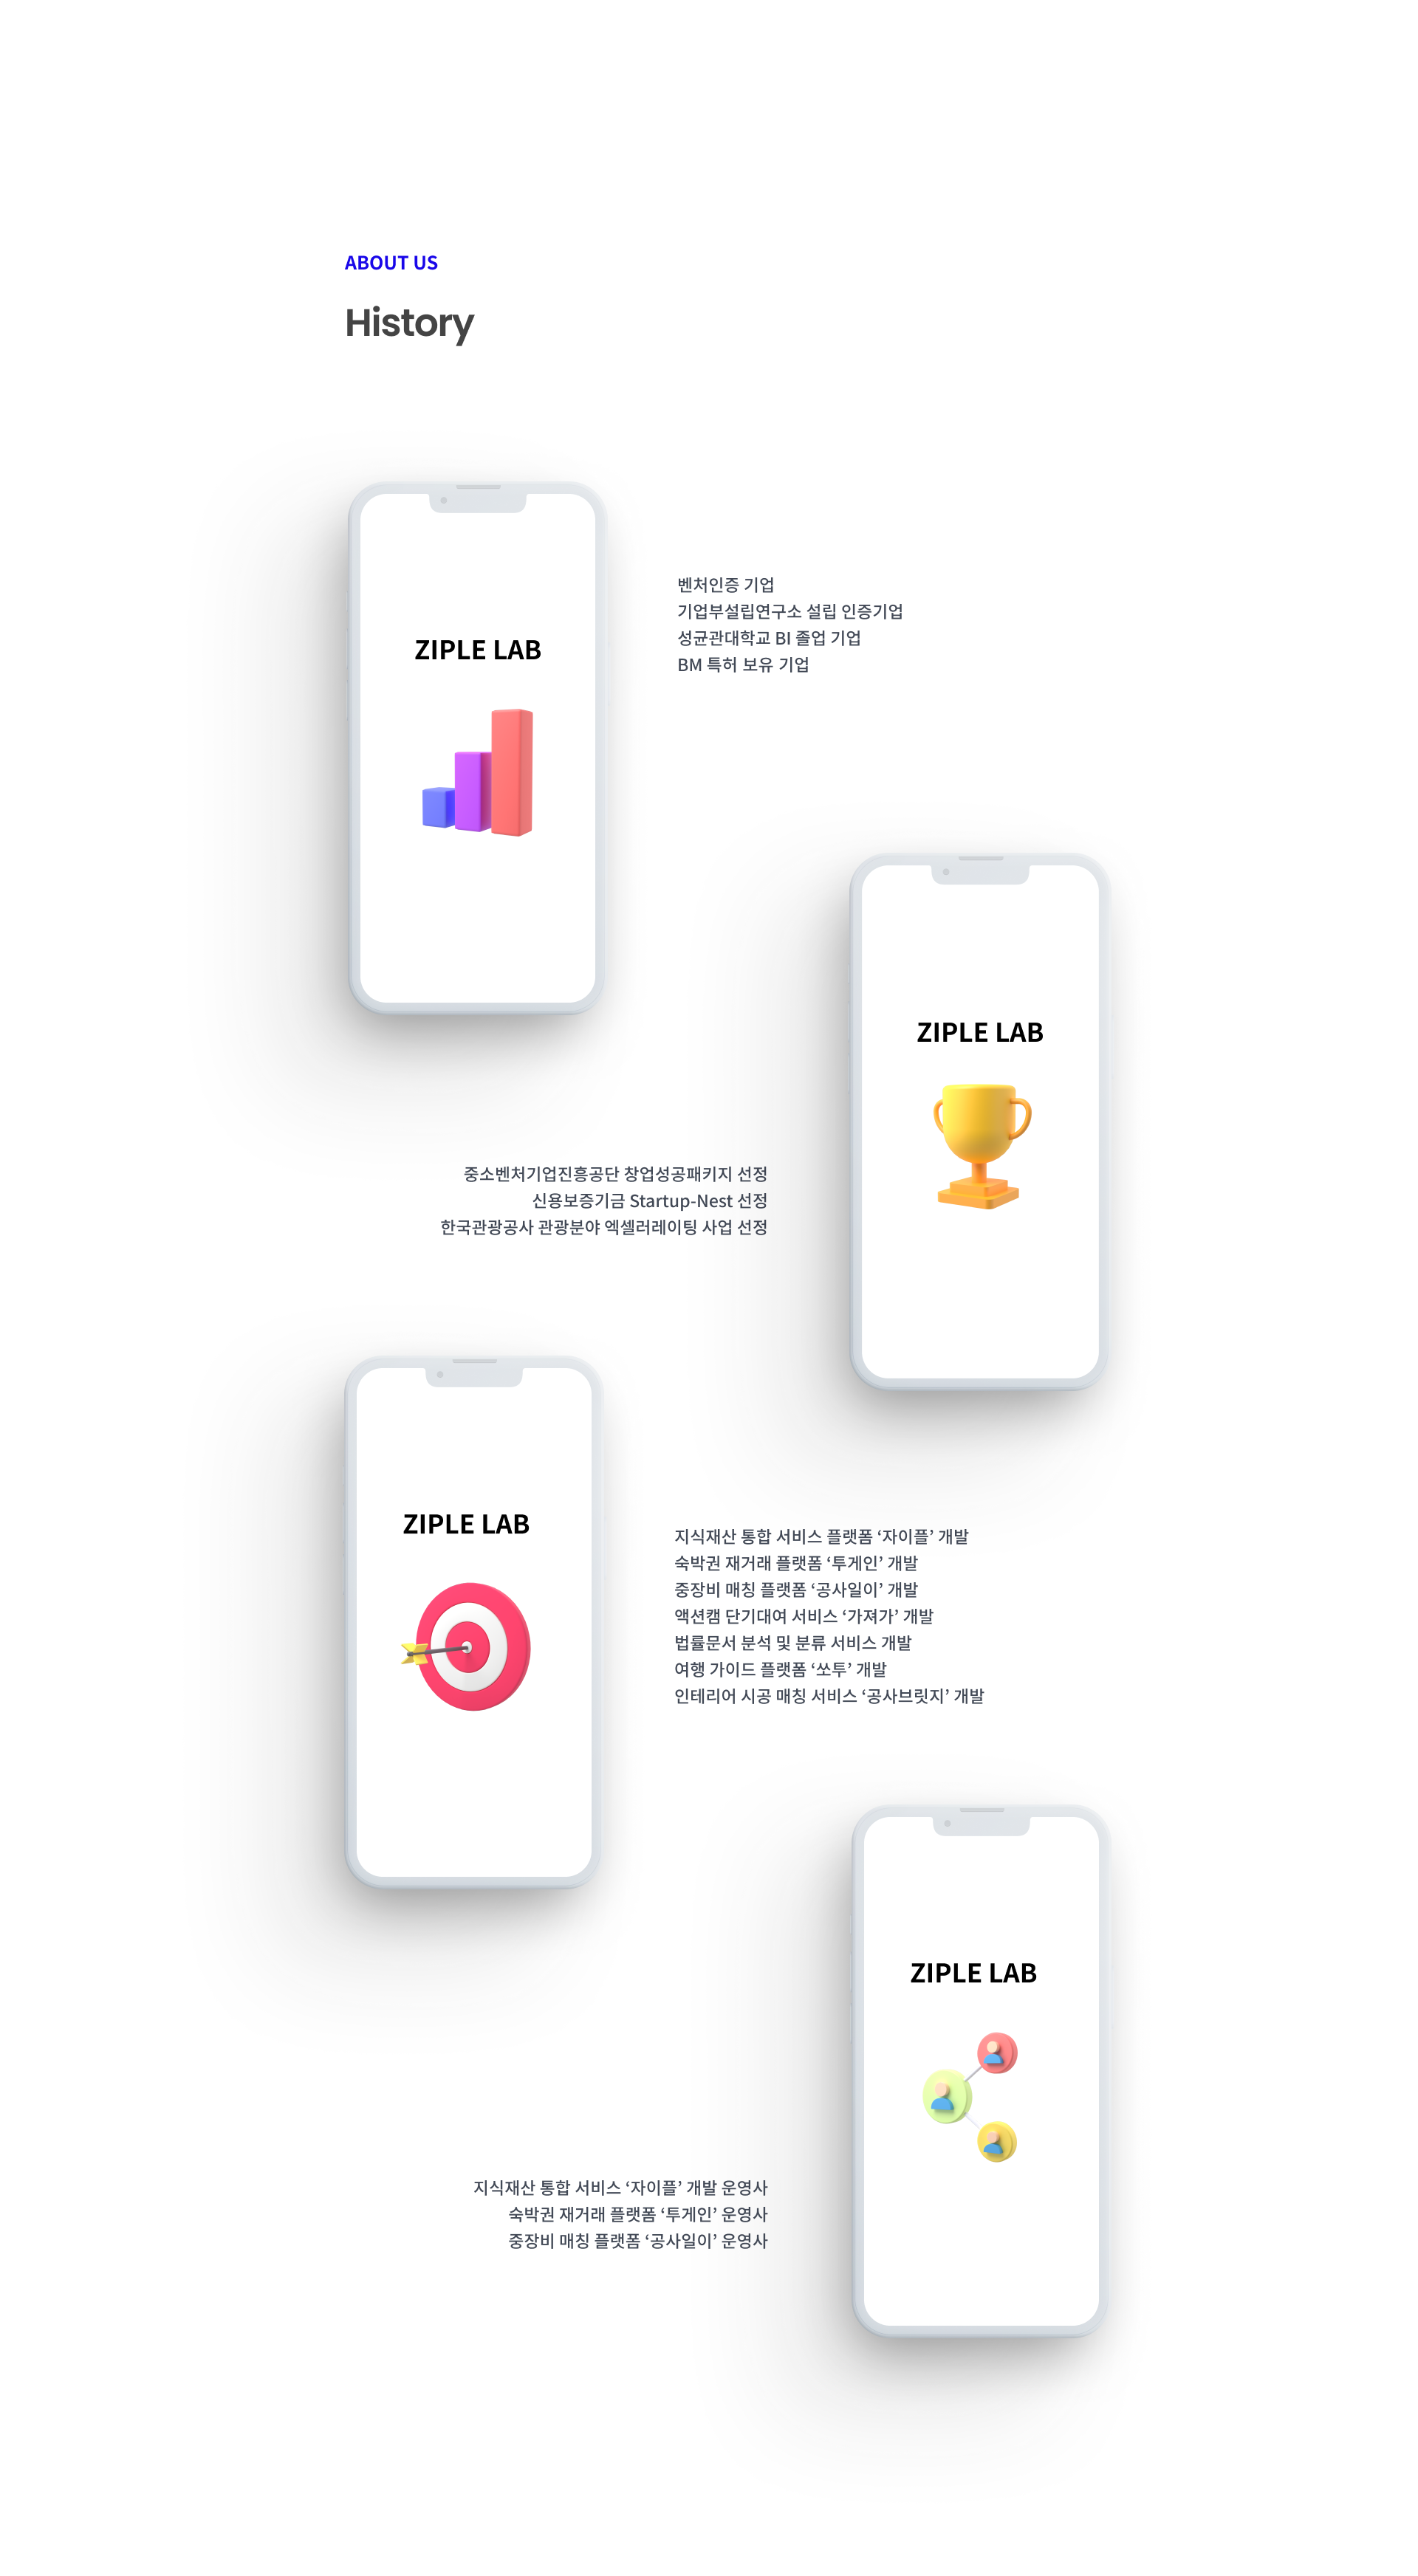 ABOUT US
History
ZIPLE LAB
벤처인증 기업
기업부설립연구소 설립 인증기업
성균관대학교 BI 졸업 기업
BM 특허 보유 기업
ZIPLE LAB
중소벤처기업진흥공단 창업성공패키지 선정
신용보증기금 Startup-Nest 선정
한국관광공사 관광분야 엑셀러레이팅 사업 선정
ZIPLE LAB
지식재산 통합 서비스 플랫폼 ‘자이플’ 개발
숙박권 재거래 플랫폼 ‘투게인’ 개발
중장비 매칭 플랫폼 ‘공사일이’ 개발
액션캠 단기대여 서비스 ‘가져가’ 개발
법률문서 분석 및 분류 서비스 개발
여행 가이드 플랫폼 ‘쏘투’ 개발
인테리어 시공 매칭 서비스 ‘공사브릿지’ 개발
ZIPLE LAB
지식재산 통합 서비스 ‘자이플’ 개발 운영사
숙박권 재거래 플랫폼 ‘투게인’ 운영사
중장비 매칭 플랫폼 ‘공사일이’ 운영사